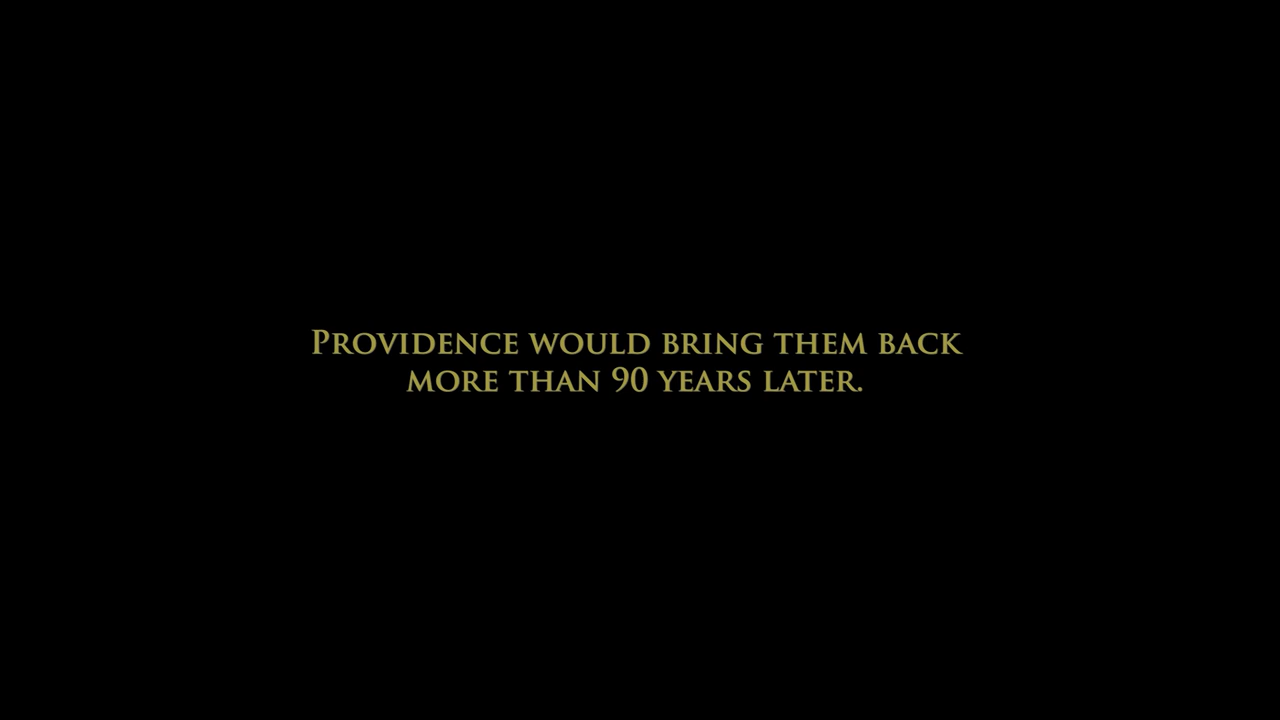 Providence would bring them back
more than 90 years later.